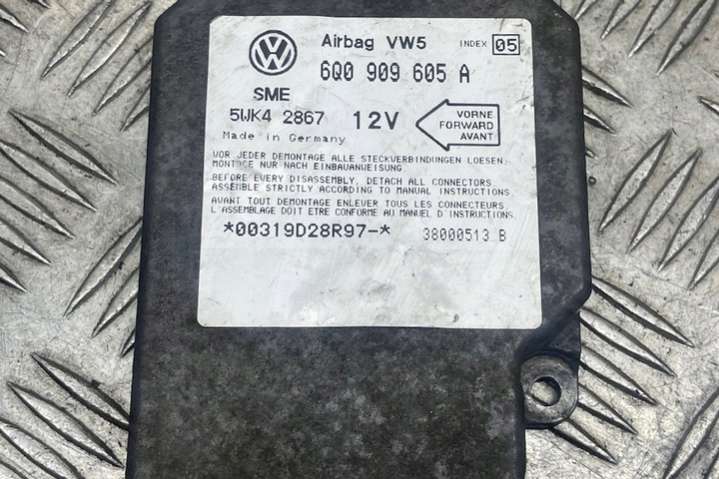 Airbag VW5 INDEX 05
6Q0 909 605 A
SME
5WK4 2867 12V
Made in Germany
VORNE
FORWARD
AVANT
VOR JEDER DEMONTAGE ALLE STECKVERBINDUNGEN LOESEN,
MONTAGE NUR NACH EINBAUANWEISUNG
BEFORE EVERY DISASSEMBLY, DETACH ALL CONNECTORS
ASSEMBLE STRICTLY ACCORDING TO MANUAL INSTRUCTIONS
AVANT TOUT DEMONTAGE ENLEVER TOUS LES CONNECTEURS
L'ASSEMBLAGE DOIT ETRE CONFORME AU MANUEL D'INSTRUCTIONS.
*00319D28R97-* 38000513 B